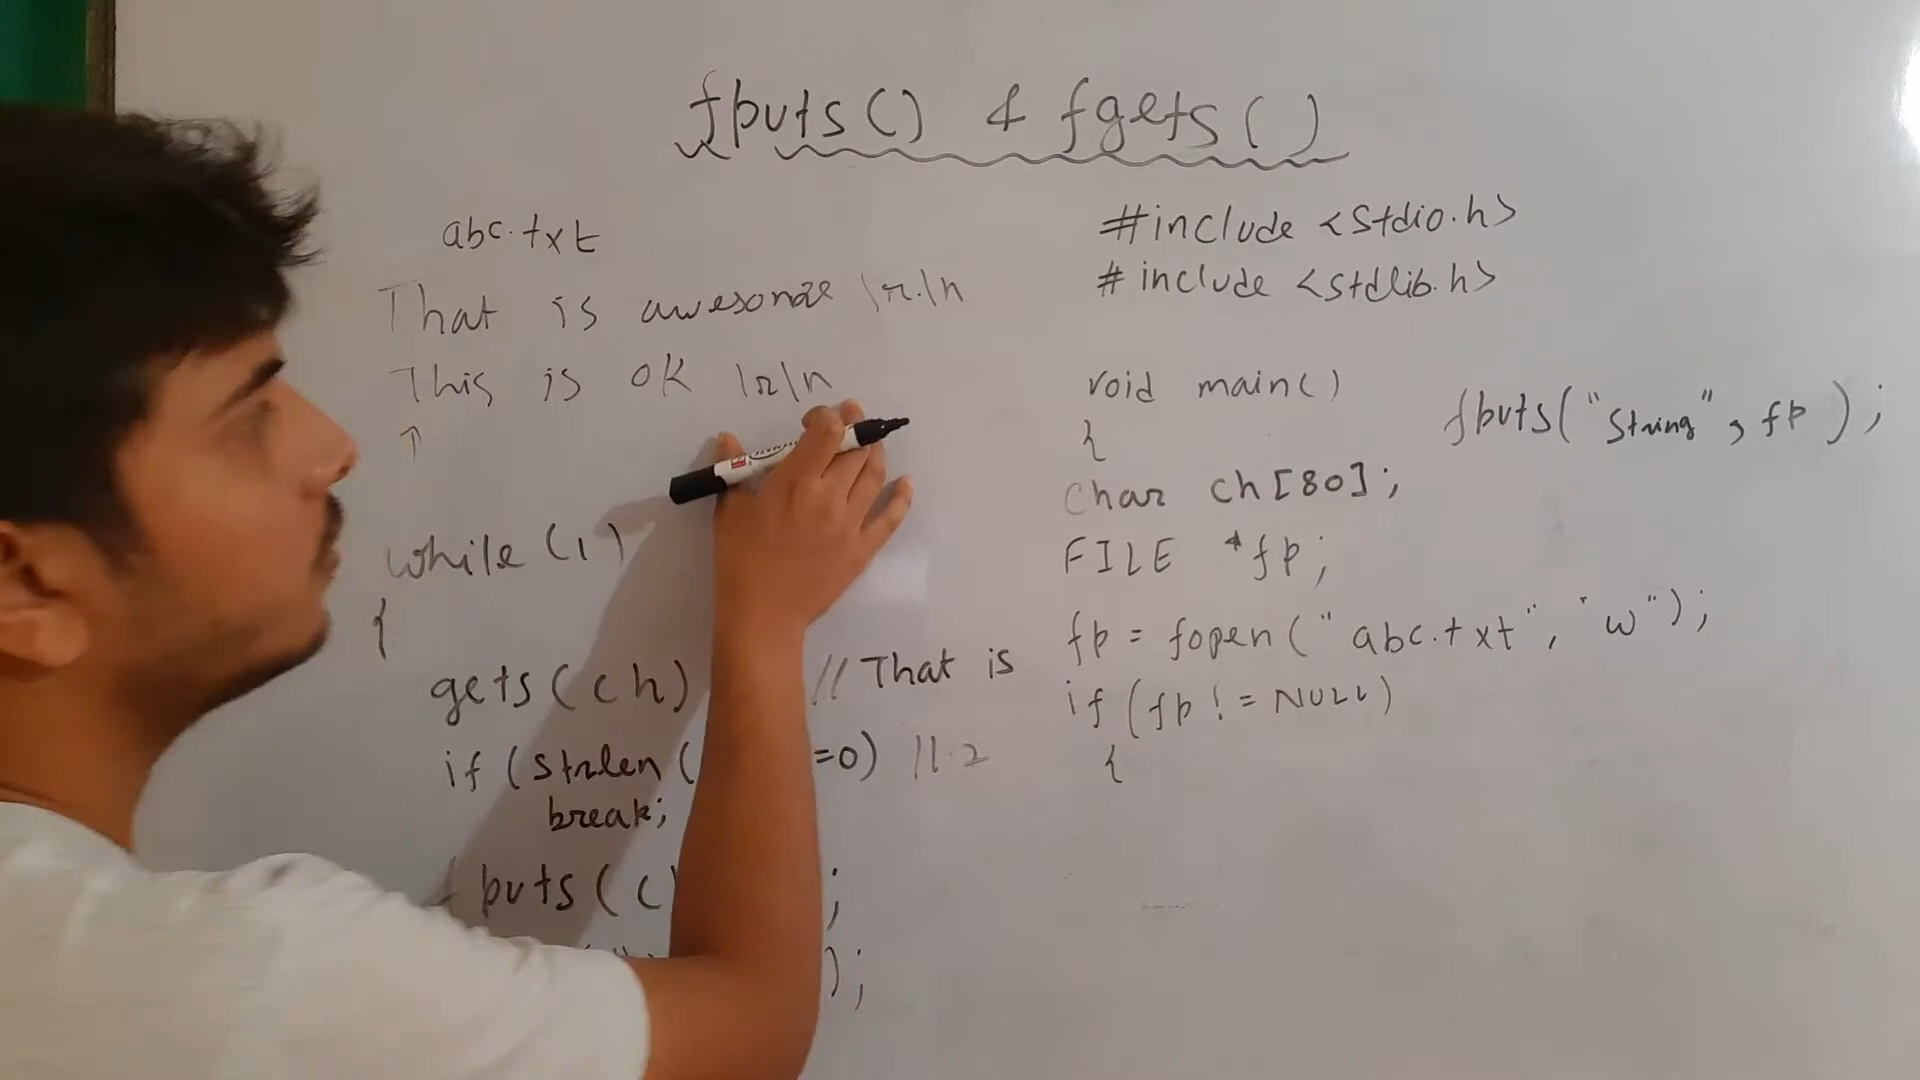 fputs() & fgets()
abc.txt
That is awesome \r\n
This is OK \r\n
↑
while (1)
{
gets(ch) // That is
if (strlen( =0) // 2
break;
puts(c ;
);
#include <stdio.h>
#include <stdlib.h>
void main()
{
char ch[80];
FILE *fp;
fp = fopen("abc.txt", "w");
if (fp != NULL)
{
fputs("String", fp);